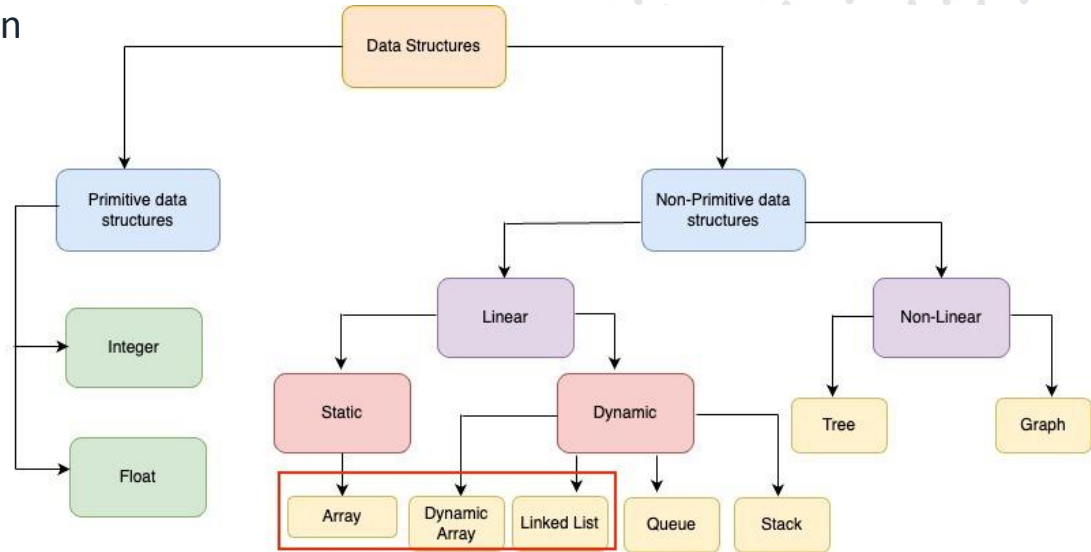 n
Data Structures
Primitive data
structures
Non-Primitive data
structures
Linear
Non-Linear
Integer
Static
Dynamic
Tree
Graph
Float
Array
Dynamic
Array
Linked List
Queue
Stack